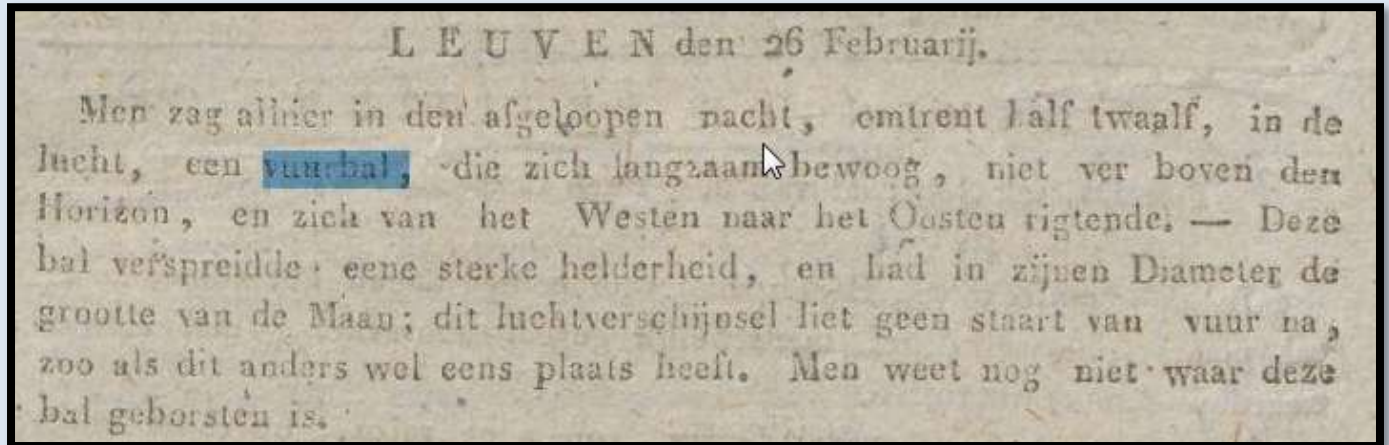 LEUVEN den 26 Februarij.
Men zag alhier in den afgeloopen nacht, omtrent half twaalf, in de
lucht, een vuurbal, die zich langzaam bewoog, niet ver boven den
Horizon, en zich van het Westen naar het Oosten rigtende. — Deze
bal verspreidde eene sterke helderheid, en had in zijnen Diameter de
grootte van de Maan; dit luchtverschijnsel liet geen staart van vuur na,
zoo als dit anders wel eens plaats heeft. Men weet nog niet waar deze
bal geborsten is.